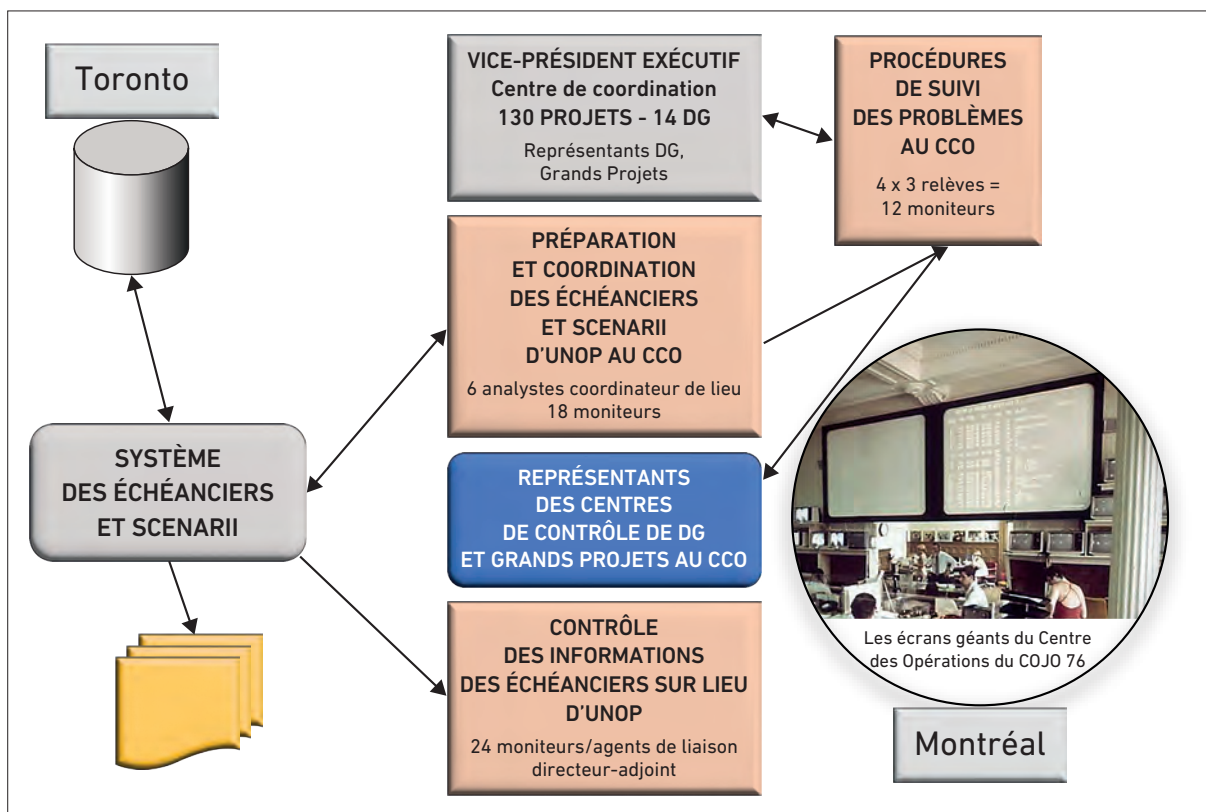 Toronto
SYSTÈME
DES ÉCHÉANCIERS
ET SCENARII
VICE-PRÉSIDENT EXÉCUTIF
Centre de coordination
130 PROJETS - 14 DG
Représentants DG,
Grands Projets
PRÉPARATION
ET COORDINATION
DES ÉCHÉANCIERS
ET SCENARII
D'UNOP AU CCO
6 analystes coordinateur de lieu
18 moniteurs
REPRÉSENTANTS
DES CENTRES
DE CONTRÔLE DE DG
ET GRANDS PROJETS AU CCO
CONTRÔLE
DES INFORMATIONS
DES ÉCHÉANCIERS SUR LIEU
D'UNOP
24 moniteurs/agents de liaison
directeur-adjoint
PROCÉDURES
DE SUIVI
DES PROBLÈMES
AU CCO
4 x 3 relèves =
12 moniteurs
Les écrans géants du Centre
des Opérations du COJO 76
Montréal